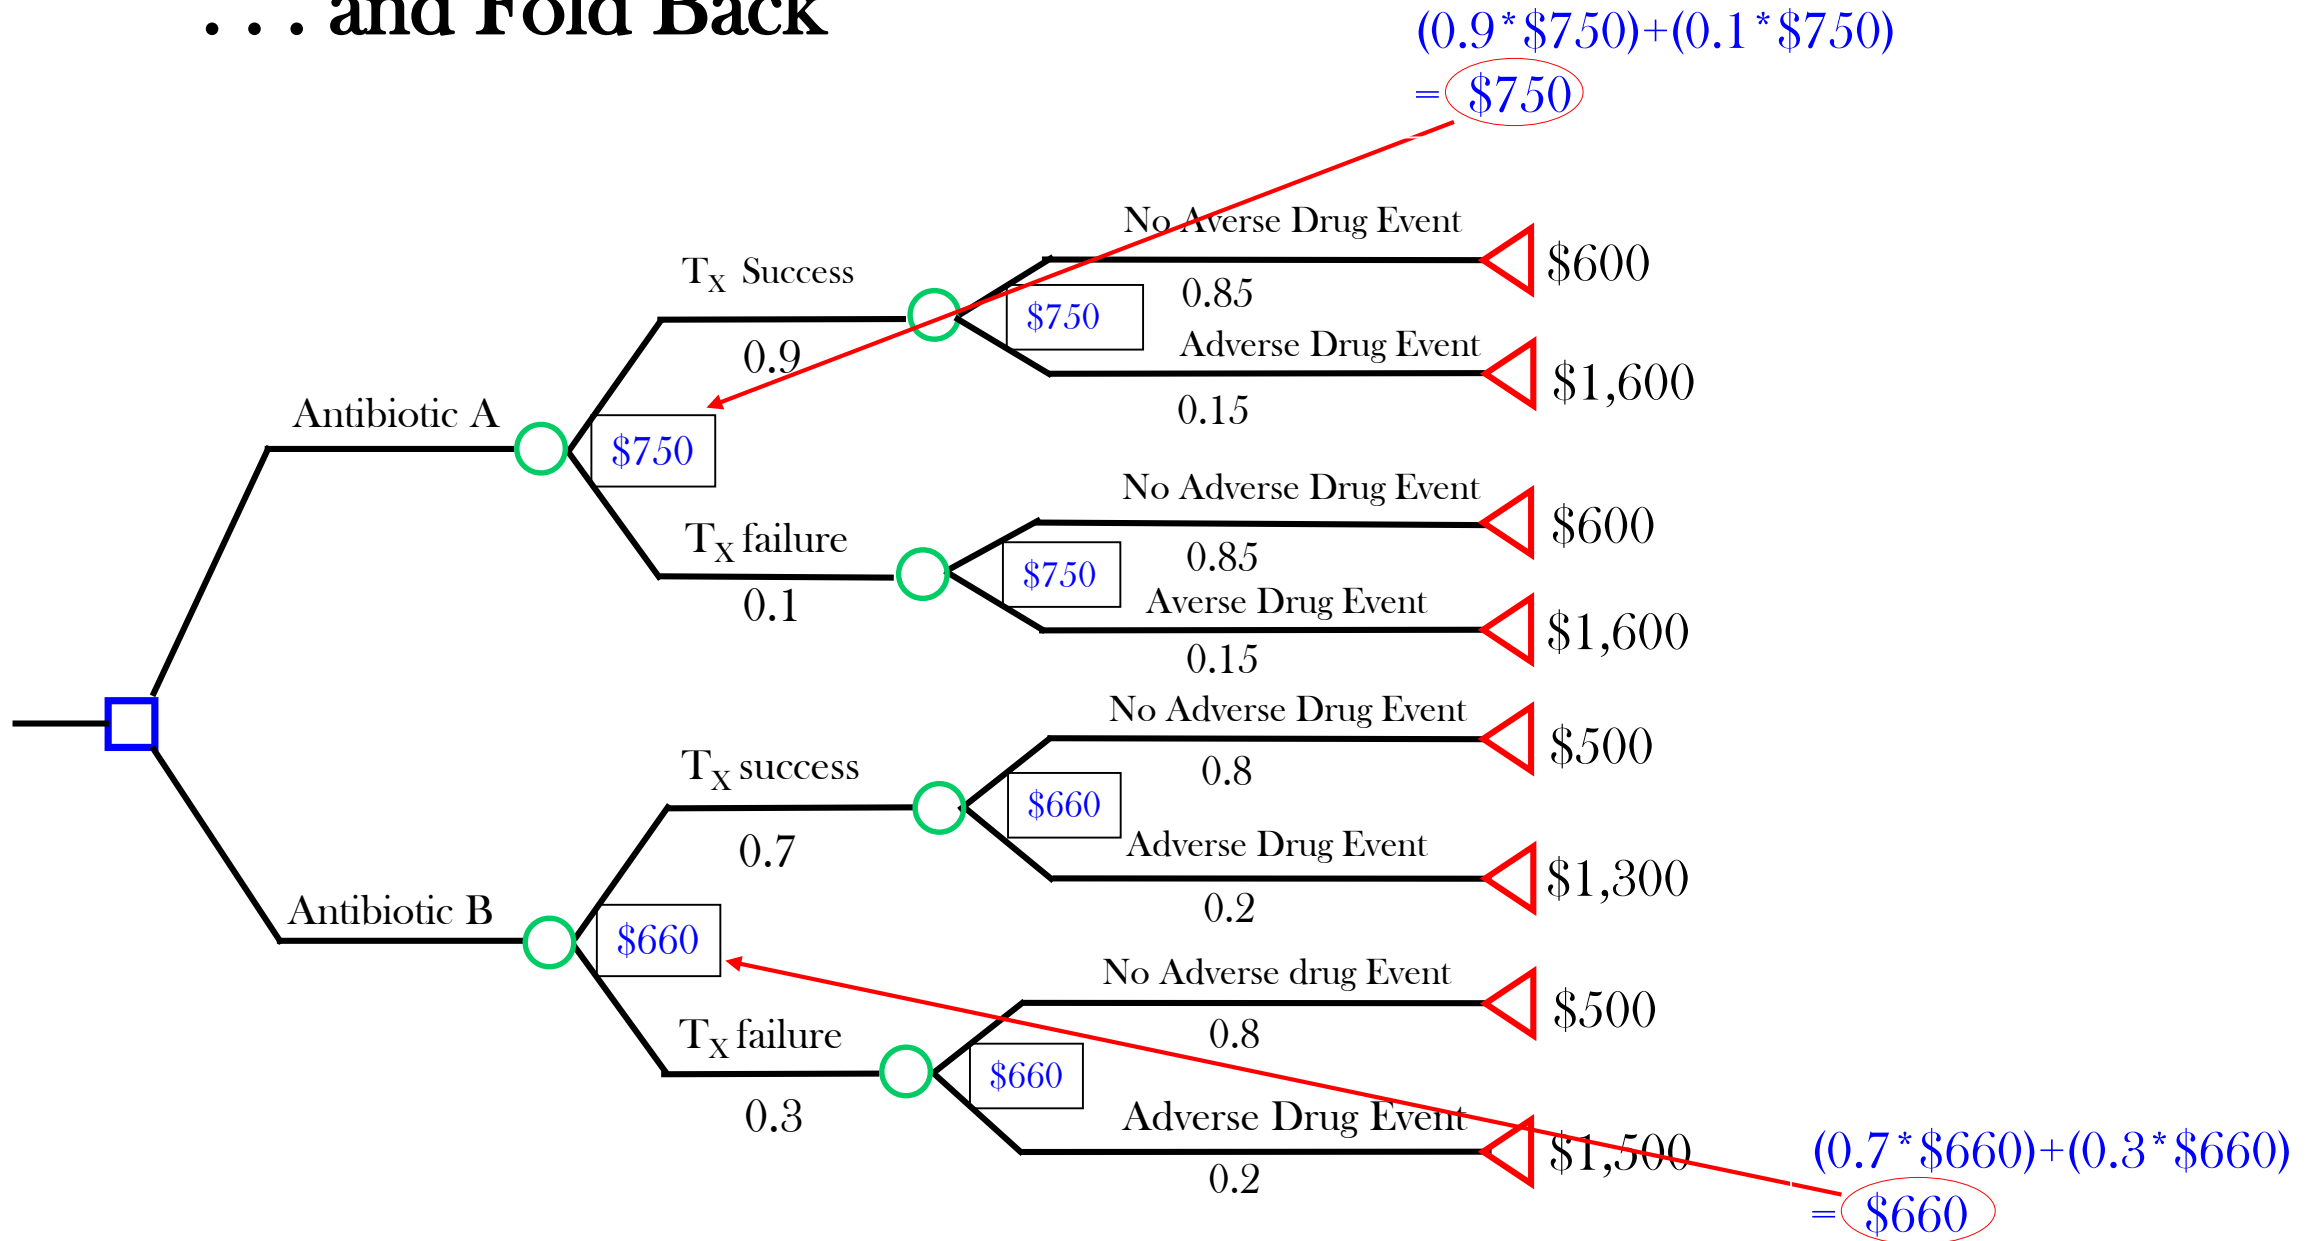 . . . and Fold Back
(0.9*$750)+(0.1*$750)
= $750
No Averse Drug Event
$600
0.85
T_X Success
0.9
$750
Adverse Drug Event
$1,600
0.15
Antibiotic A
$750
No Adverse Drug Event
$600
0.85
T_X failure
0.1
$750
Averse Drug Event
$1,600
0.15
No Adverse Drug Event
$500
0.8
T_X success
0.7
$660
Adverse Drug Event
$1,300
0.2
Antibiotic B
$660
No Adverse drug Event
$500
0.8
T_X failure
0.3
$660
Adverse Drug Event
$1,500
0.2
(0.7*$660)+(0.3*$660)
= $660